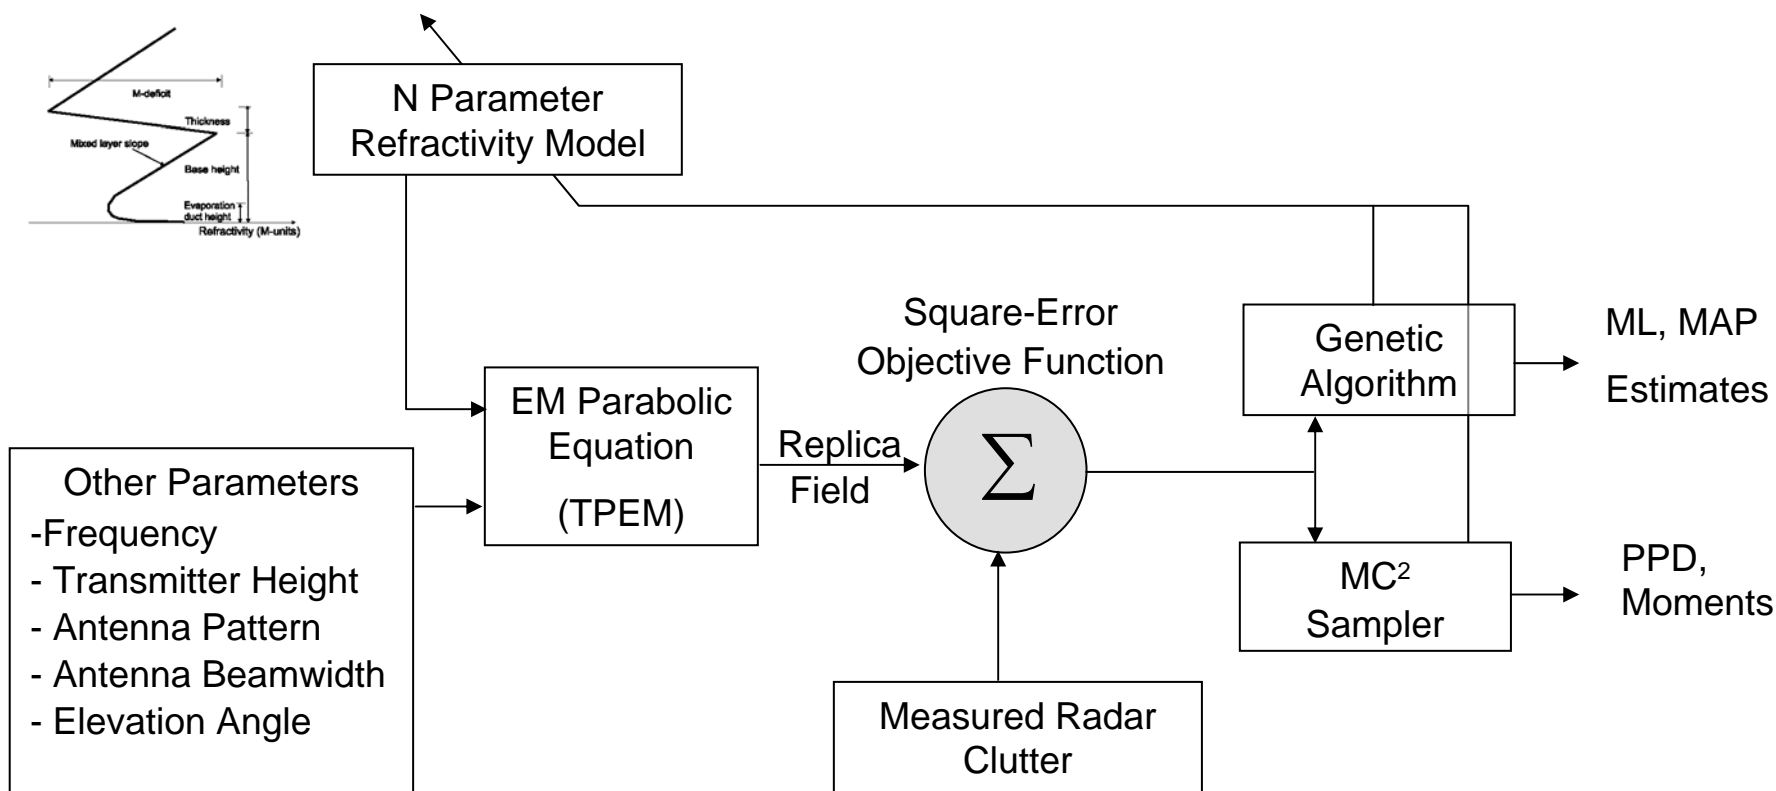 M-deficit
Thickness
Mixed layer slope
Base height
Evaporation
duct height
Refractivity (M-units)
N Parameter
Refractivity Model
Square-Error
Objective Function
Genetic
Algorithm
ML, MAP
Estimates
EM Parabolic
Equation
(TPEM)
Replica
Field
Σ
Other Parameters
-Frequency
- Transmitter Height
- Antenna Pattern
- Antenna Beamwidth
- Elevation Angle
MC²
Sampler
PPD,
Moments
Measured Radar
Clutter